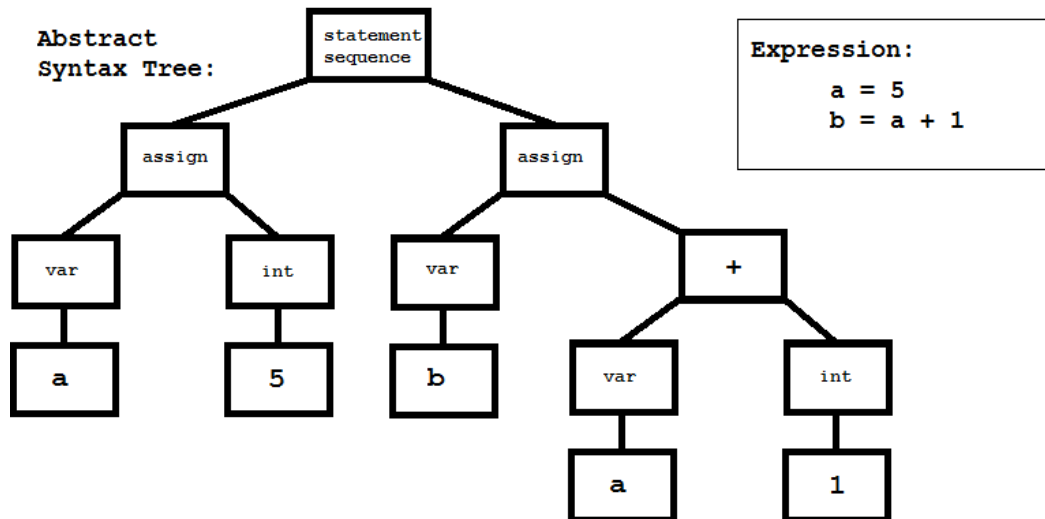 Abstract
Syntax Tree:
statement
sequence
Expression:
a = 5
b = a + 1
assign
assign
var
int
var
+
a
5
b
var
int
a
1